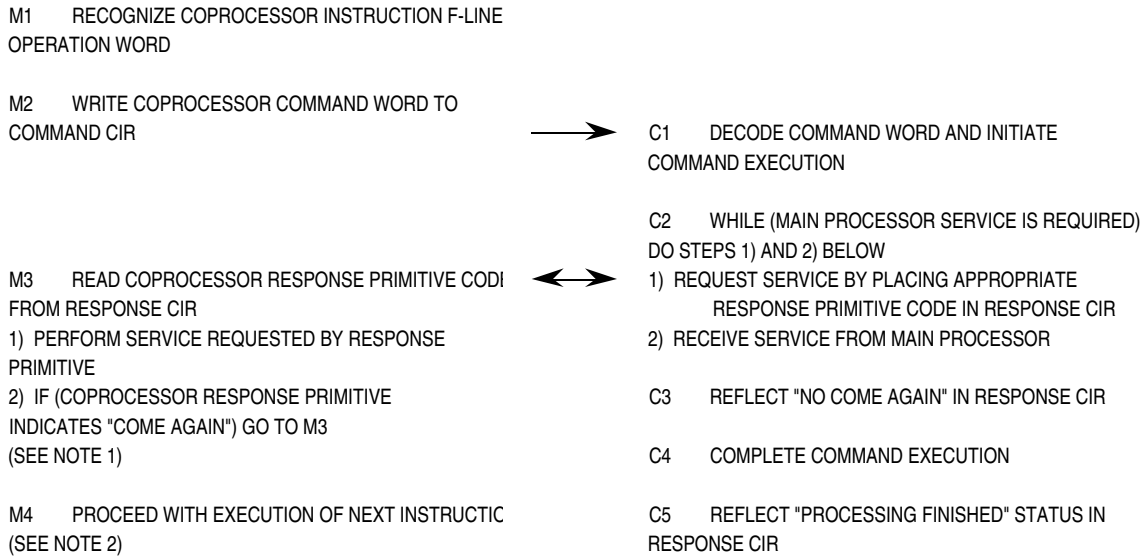 M1 RECOGNIZE COPROCESSOR INSTRUCTION F-LINE
OPERATION WORD
M2 WRITE COPROCESSOR COMMAND WORD TO
COMMAND CIR
M3 READ COPROCESSOR RESPONSE PRIMITIVE CODE
FROM RESPONSE CIR
1) PERFORM SERVICE REQUESTED BY RESPONSE
PRIMITIVE
2) IF (COPROCESSOR RESPONSE PRIMITIVE
INDICATES "COME AGAIN") GO TO M3
(SEE NOTE 1)
M4 PROCEED WITH EXECUTION OF NEXT INSTRUCTIC
(SEE NOTE 2)
C1 DECODE COMMAND WORD AND INITIATE
COMMAND EXECUTION
C2 WHILE (MAIN PROCESSOR SERVICE IS REQUIRED)
DO STEPS 1) AND 2) BELOW
1) REQUEST SERVICE BY PLACING APPROPRIATE
RESPONSE PRIMITIVE CODE IN RESPONSE CIR
2) RECEIVE SERVICE FROM MAIN PROCESSOR
C3 REFLECT "NO COME AGAIN" IN RESPONSE CIR
C4 COMPLETE COMMAND EXECUTION
C5 REFLECT "PROCESSING FINISHED" STATUS IN
RESPONSE CIR